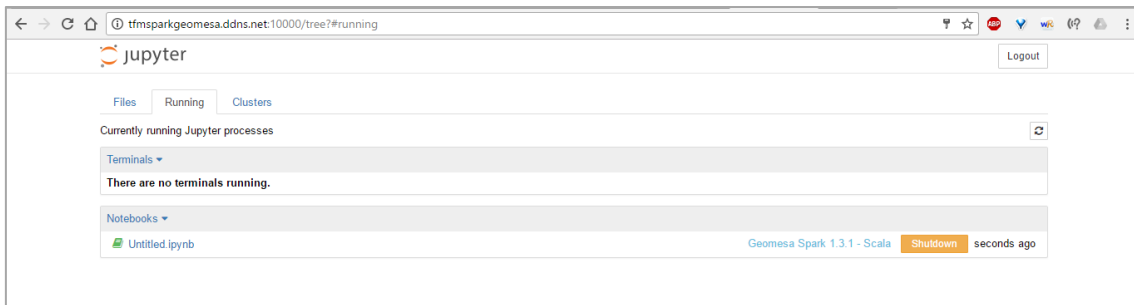 tfmsparkgeomesa.ddns.net:10000/tree?#running
ABP
jupyter
Logout
Files Running Clusters
Currently running Jupyter processes
Terminals
There are no terminals running.
Notebooks
Untitled.ipynb Geomesa Spark 1.3.1 - Scala Shutdown seconds ago